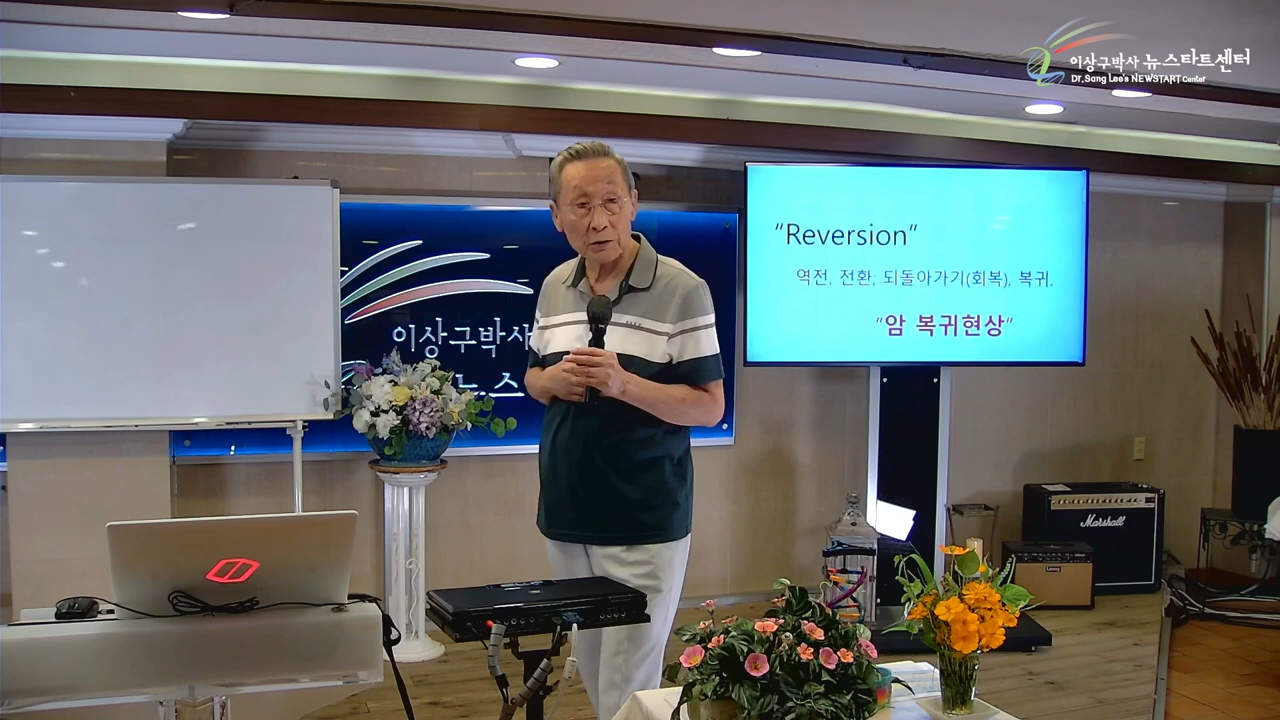 이상구박사 뉴스타트센터
Dr.Sang Lee's NEWSTART Center
"Reversion"
역전, 전환; 되돌아가기(회복), 복귀.
"암 복귀현상"
이상구박사
뉴스
Marshall
Laney